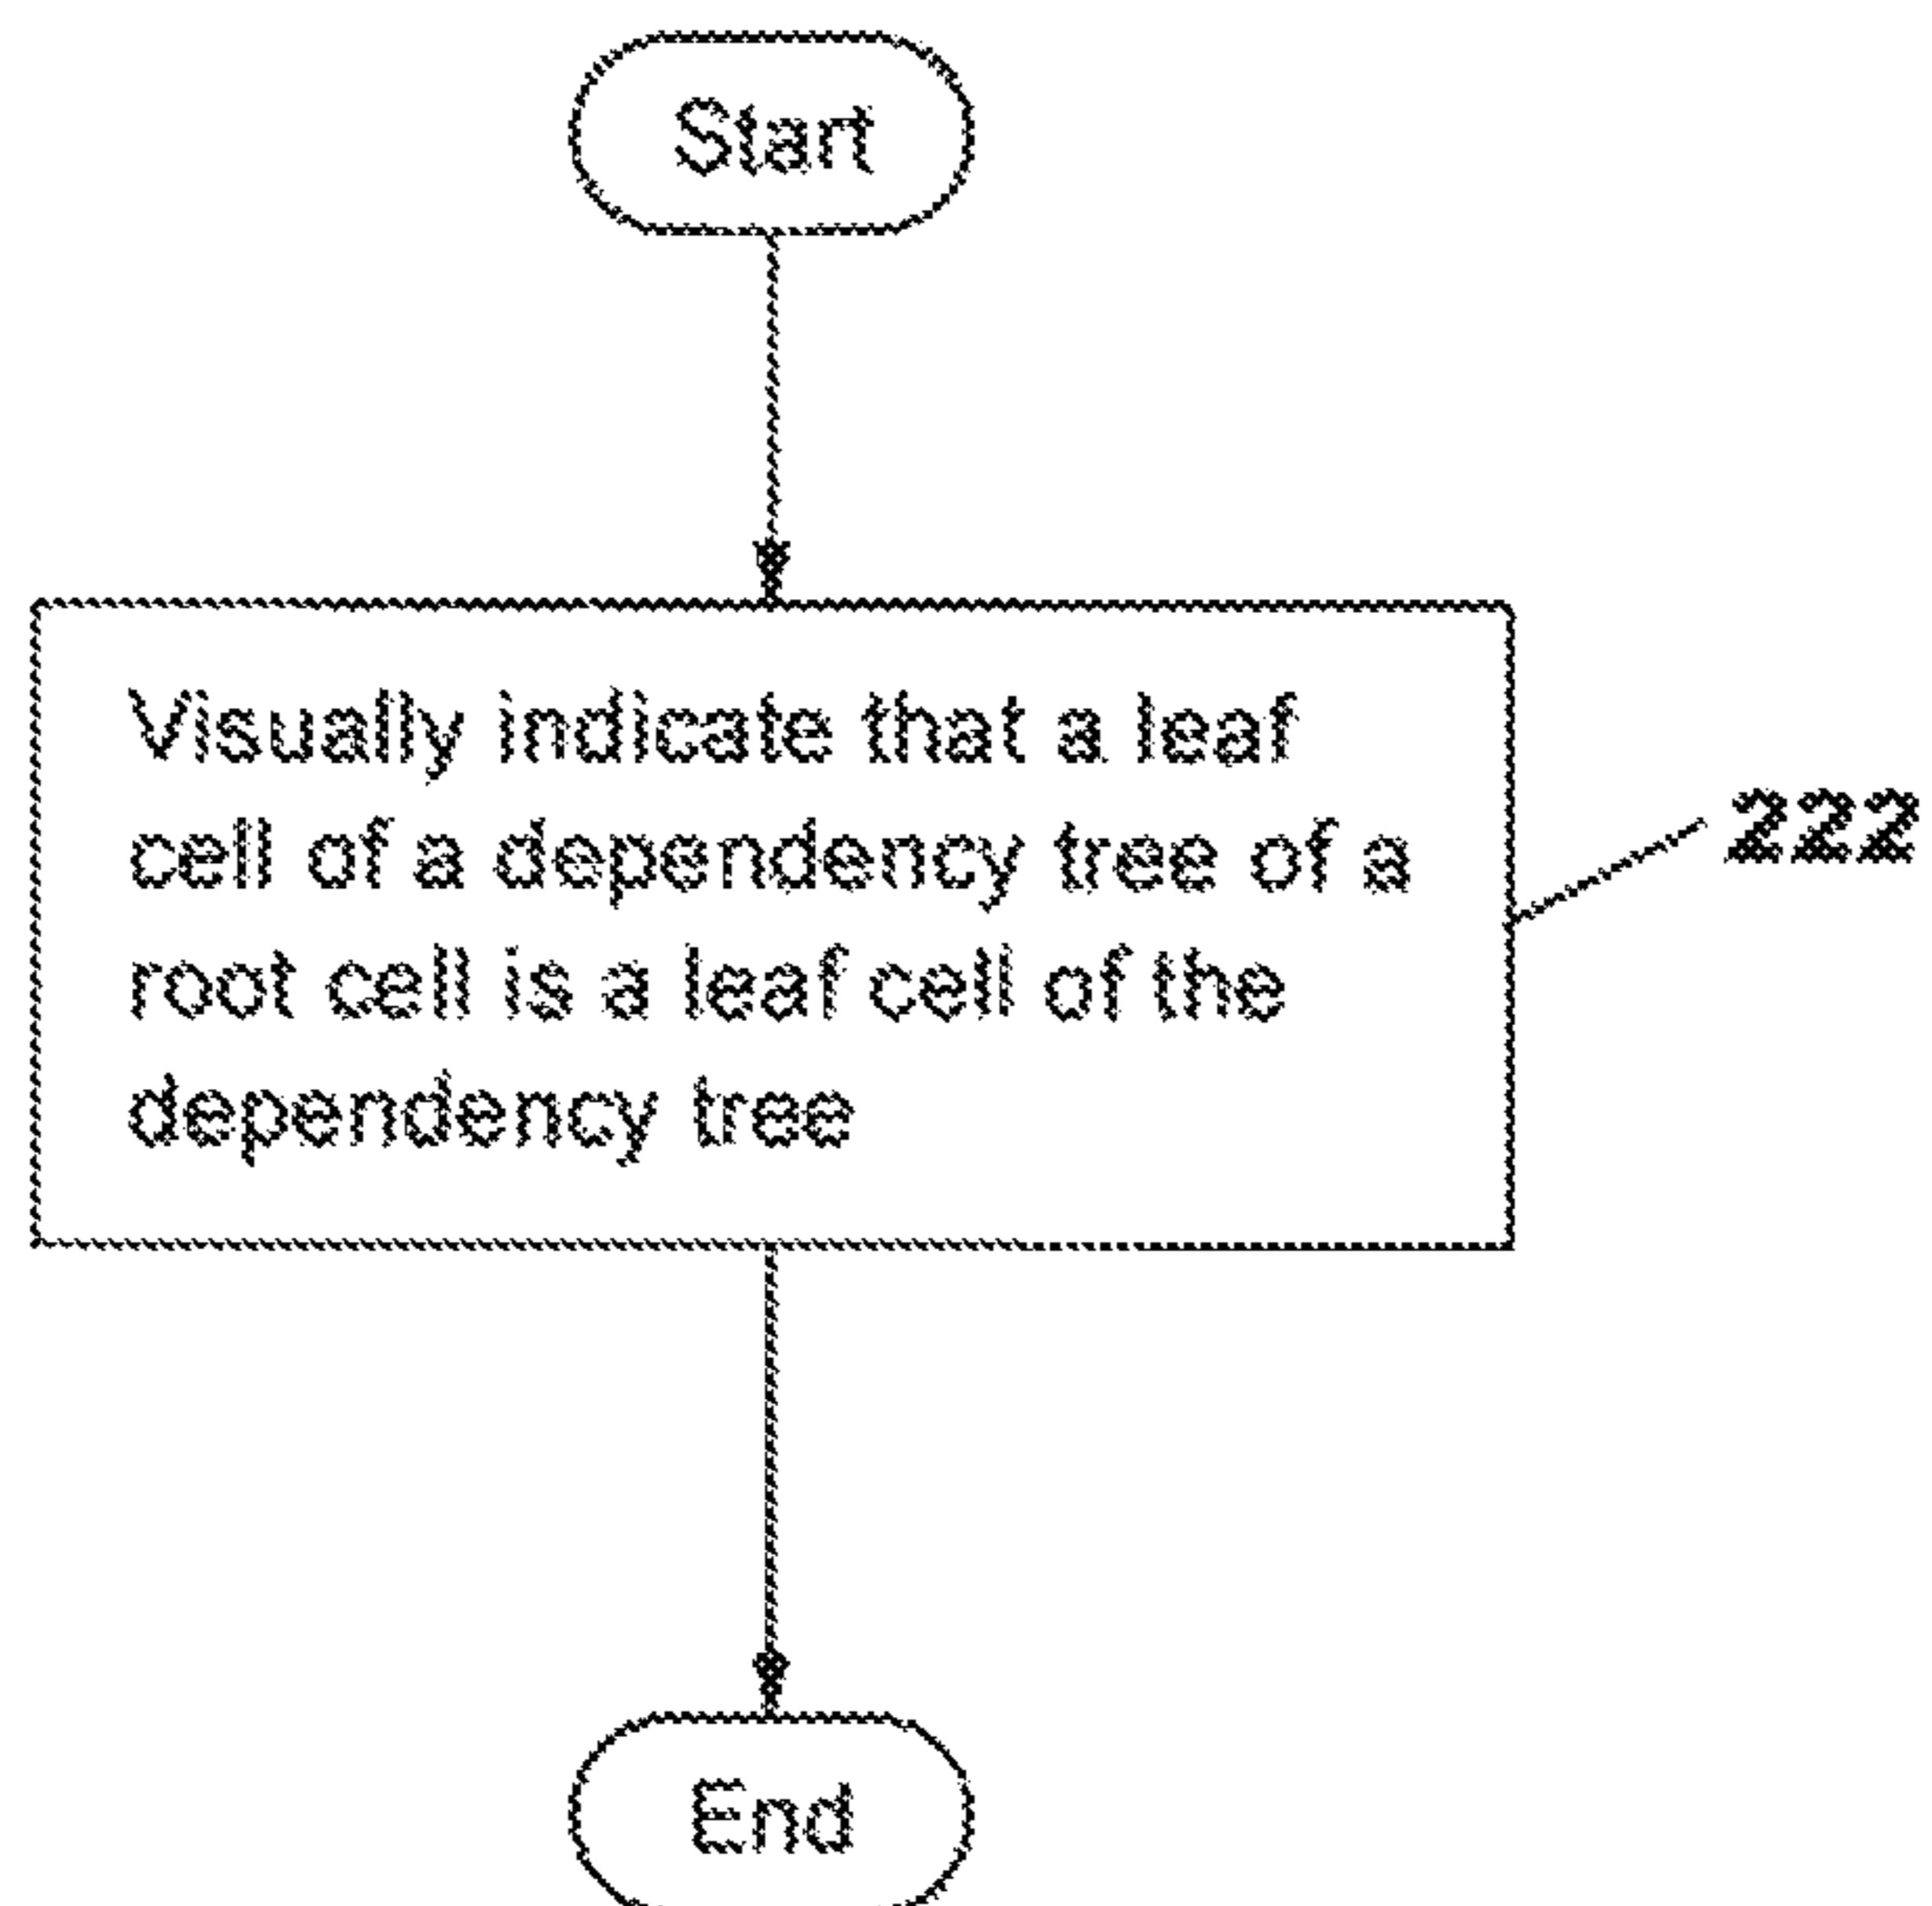 Start
Visually indicate that a leaf
cell of a dependency tree of a
root cell is a leaf cell of the
dependency tree
222
End